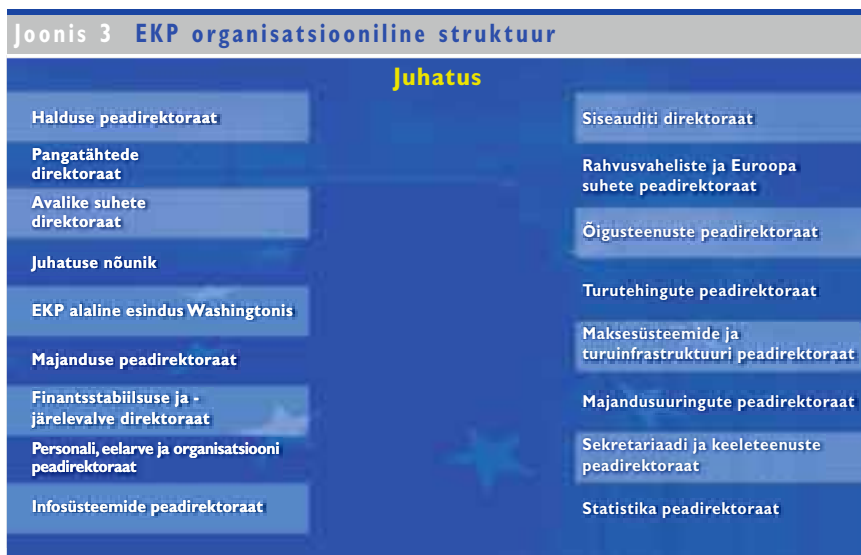 Joonis 3 EKP organisatsiooniline struktuur
Juhatus
Halduse peadirektoraat
Pangatähtede
direktoraat
Avalike suhete
direktoraat
Juhatuse nõunik
EKP alaline esindus Washingtonis
Majanduse peadirektoraat
Finantsstabiilsuse ja -
järelevalve direktoraat
Personali, eelarve ja organisatsiooni
peadirektoraat
Infosüsteemide peadirektoraat
Siseauditi direktoraat
Rahvusvaheliste ja Euroopa
suhete peadirektoraat
Õigusteenuste peadirektoraat
Turutehingute peadirektoraat
Maksesüsteemide ja
turuinfrastruktuuri peadirektoraat
Majandusuuringute peadirektoraat
Sekretariaadi ja keeleteenuste
peadirektoraat
Statistika peadirektoraat